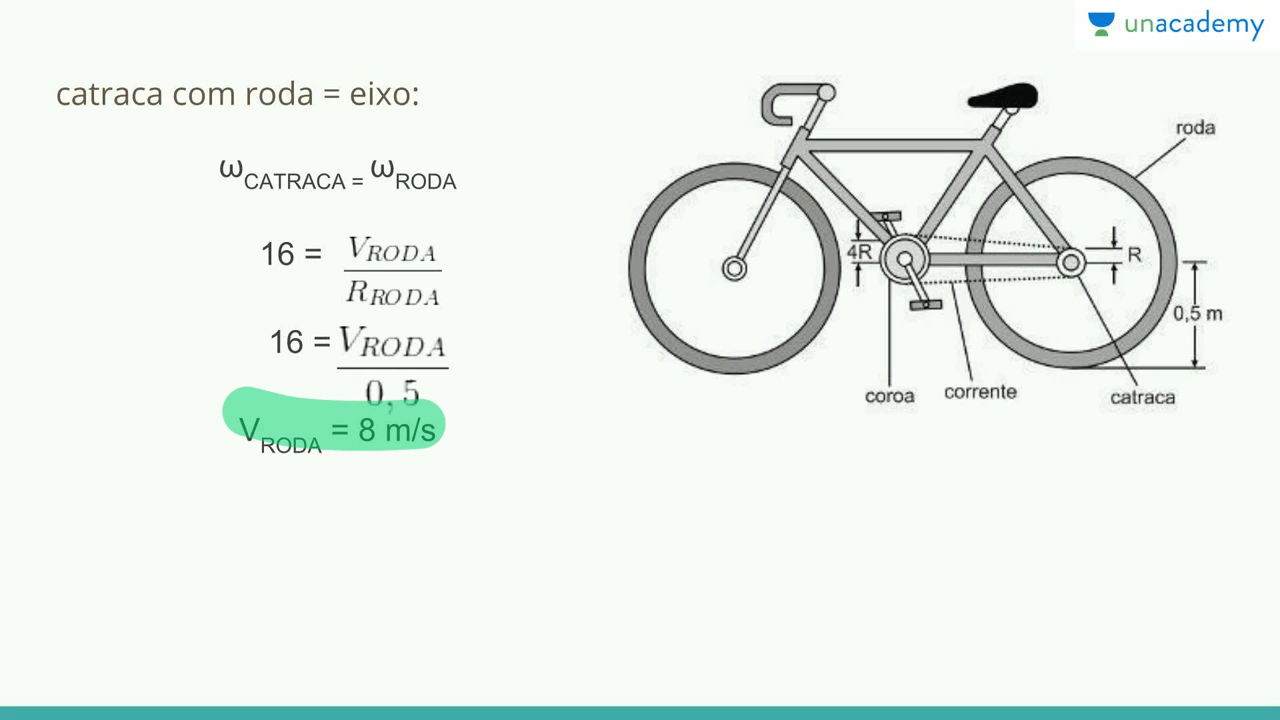 unacademy
catraca com roda = eixo:
ωCATRACA = ωRODA
16 = VRODA / RRODA
16 = VRODA / 0,5
VRODA = 8 m/s
roda
4R
R
0,5 m
coroa
corrente
catraca